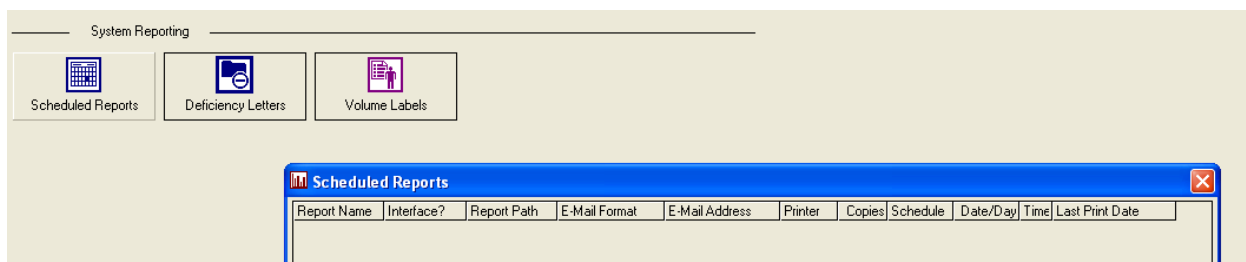 System Reporting
Scheduled Reports Deficiency Letters Volume Labels
Scheduled Reports
Report Name Interface? Report Path E-Mail Format E-Mail Address Printer Copies Schedule Date/Day Time Last Print Date